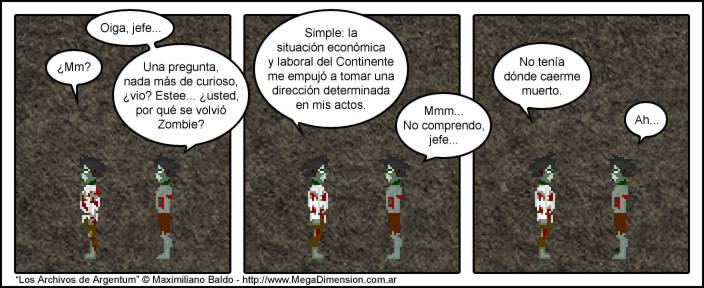 Oiga, jefe...
¿Mm?
Una pregunta,
nada más de curioso,
¿vio? Estee... ¿usted,
por qué se volvió
Zombie?
Simple: la
situación económica
y laboral del Continente
me empujó a tomar una
dirección determinada
en mis actos.
Mmm...
No comprendo,
jefe...
No tenía
dónde caerme
muerto.
Ah...
"Los Archivos de Argentum" © Maximiliano Baldo - http://www.MegaDimension.com.ar